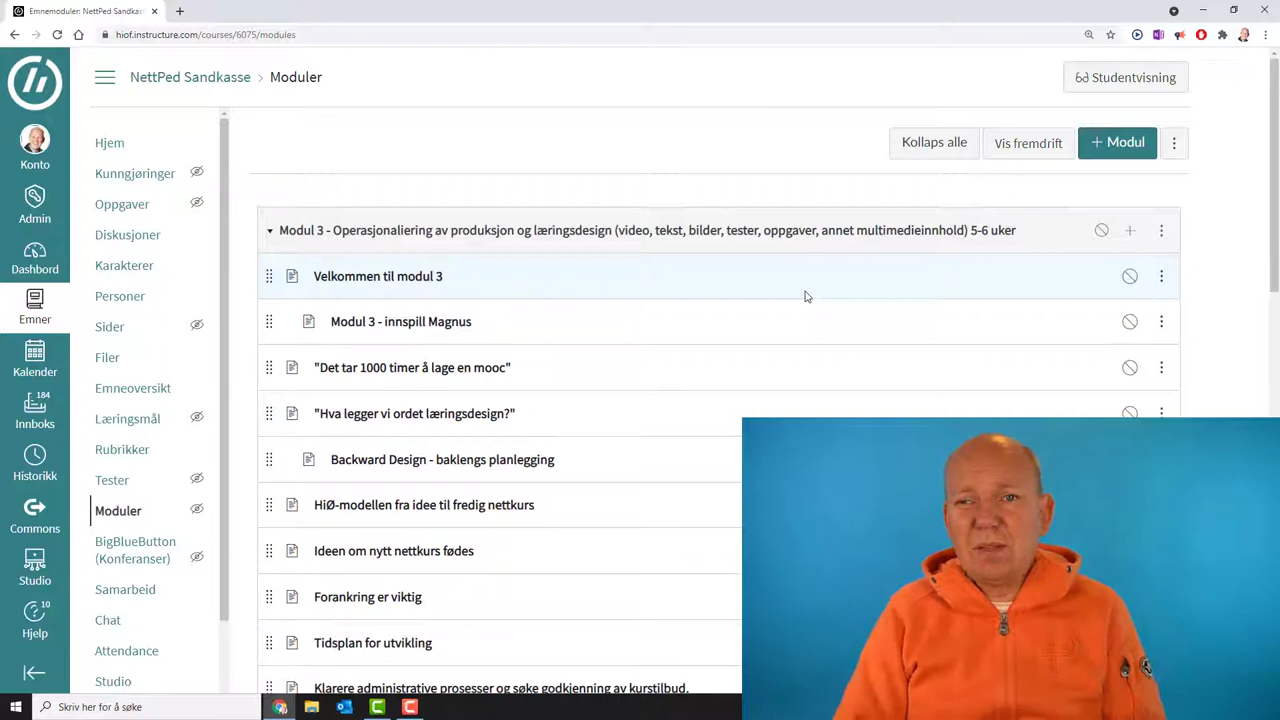 Emnemoduler: NettPed Sandkas
hiof.instructure.com/courses/6075/modules
NettPed Sandkasse > Moduler
Studentvisning
Konto
Admin
Dashbord
Emner
Kalender
184
Innboks
Historikk
Commons
Studio
10
Hjelp
Hjem
Kunngjøringer
Oppgaver
Diskusjoner
Karakterer
Personer
Sider
Filer
Emneoversikt
Læringsmål
Rubrikker
Tester
Moduler
BigBlueButton
(Konferanser)
Samarbeid
Chat
Attendance
Studio
Kollaps alle
Vis fremdrift
+ Modul
Modul 3 - Operasjonaliering av produksjon og læringsdesign (video, tekst, bilder, tester, oppgaver, annet multimedieinnhold) 5-6 uker
Velkommen til modul 3
Modul 3 - innspill Magnus
"Det tar 1000 timer å lage en mooc"
"Hva legger vi ordet læringsdesign?"
Backward Design - baklengs planlegging
HiØ-modellen fra idee til fredig nettkurs
Ideen om nytt nettkurs fødes
Forankring er viktig
Tidsplan for utvikling
Klarere administrative prosesser og søke godkjenning av kurstilbud.
Skriv her for å søke